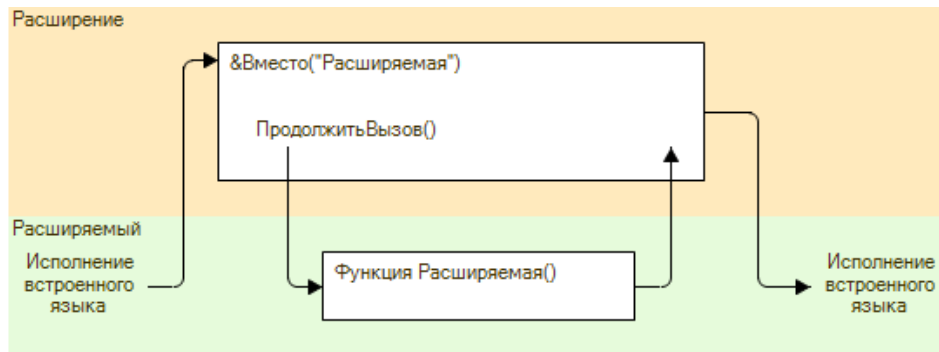 Расширение
&Вместо("Расширяемая")
ПродолжитьВызов()
Расширяемый
Исполнение
встроенного
языка
Функция Расширяемая()
Исполнение
встроенного
языка